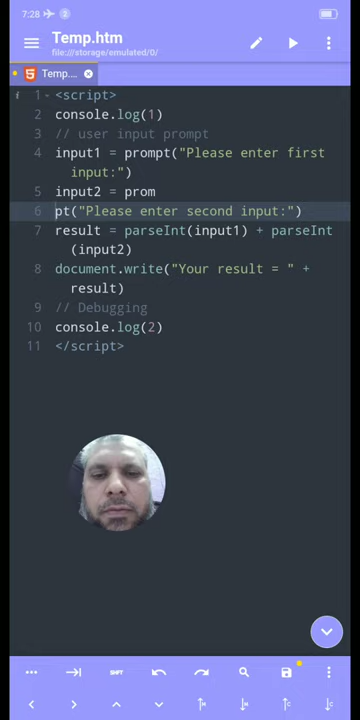 7:28 2
Temp.htm
file:///storage/emulated/0/
Temp....
1 <script>
2 console.log(1)
3 // user input prompt
4 input1 = prompt("Please enter first
input:")
5 input2 = prom
6 pt("Please enter second input:")
7 result = parseInt(input1) + parseInt
(input2)
8 document.write("Your result = " +
result)
9 // Debugging
10 console.log(2)
11 </script>
SHFT